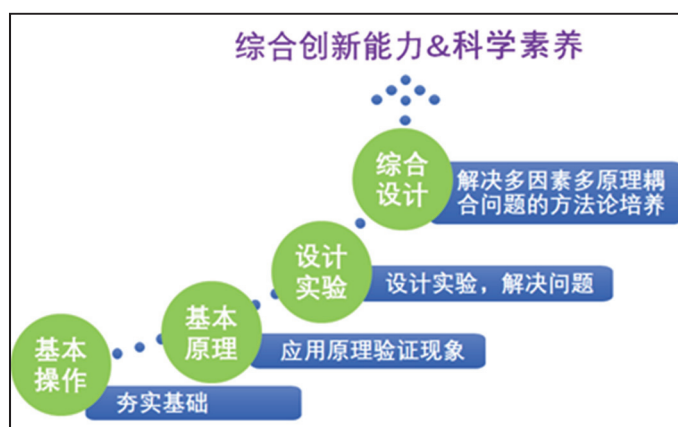 综合创新能力&科学素养
综合
设计
解决多因素多原理耦
合问题的方法论培养
设计
实验
设计实验，解决问题
基本
原理
应用原理验证现象
基本
操作
夯实基础